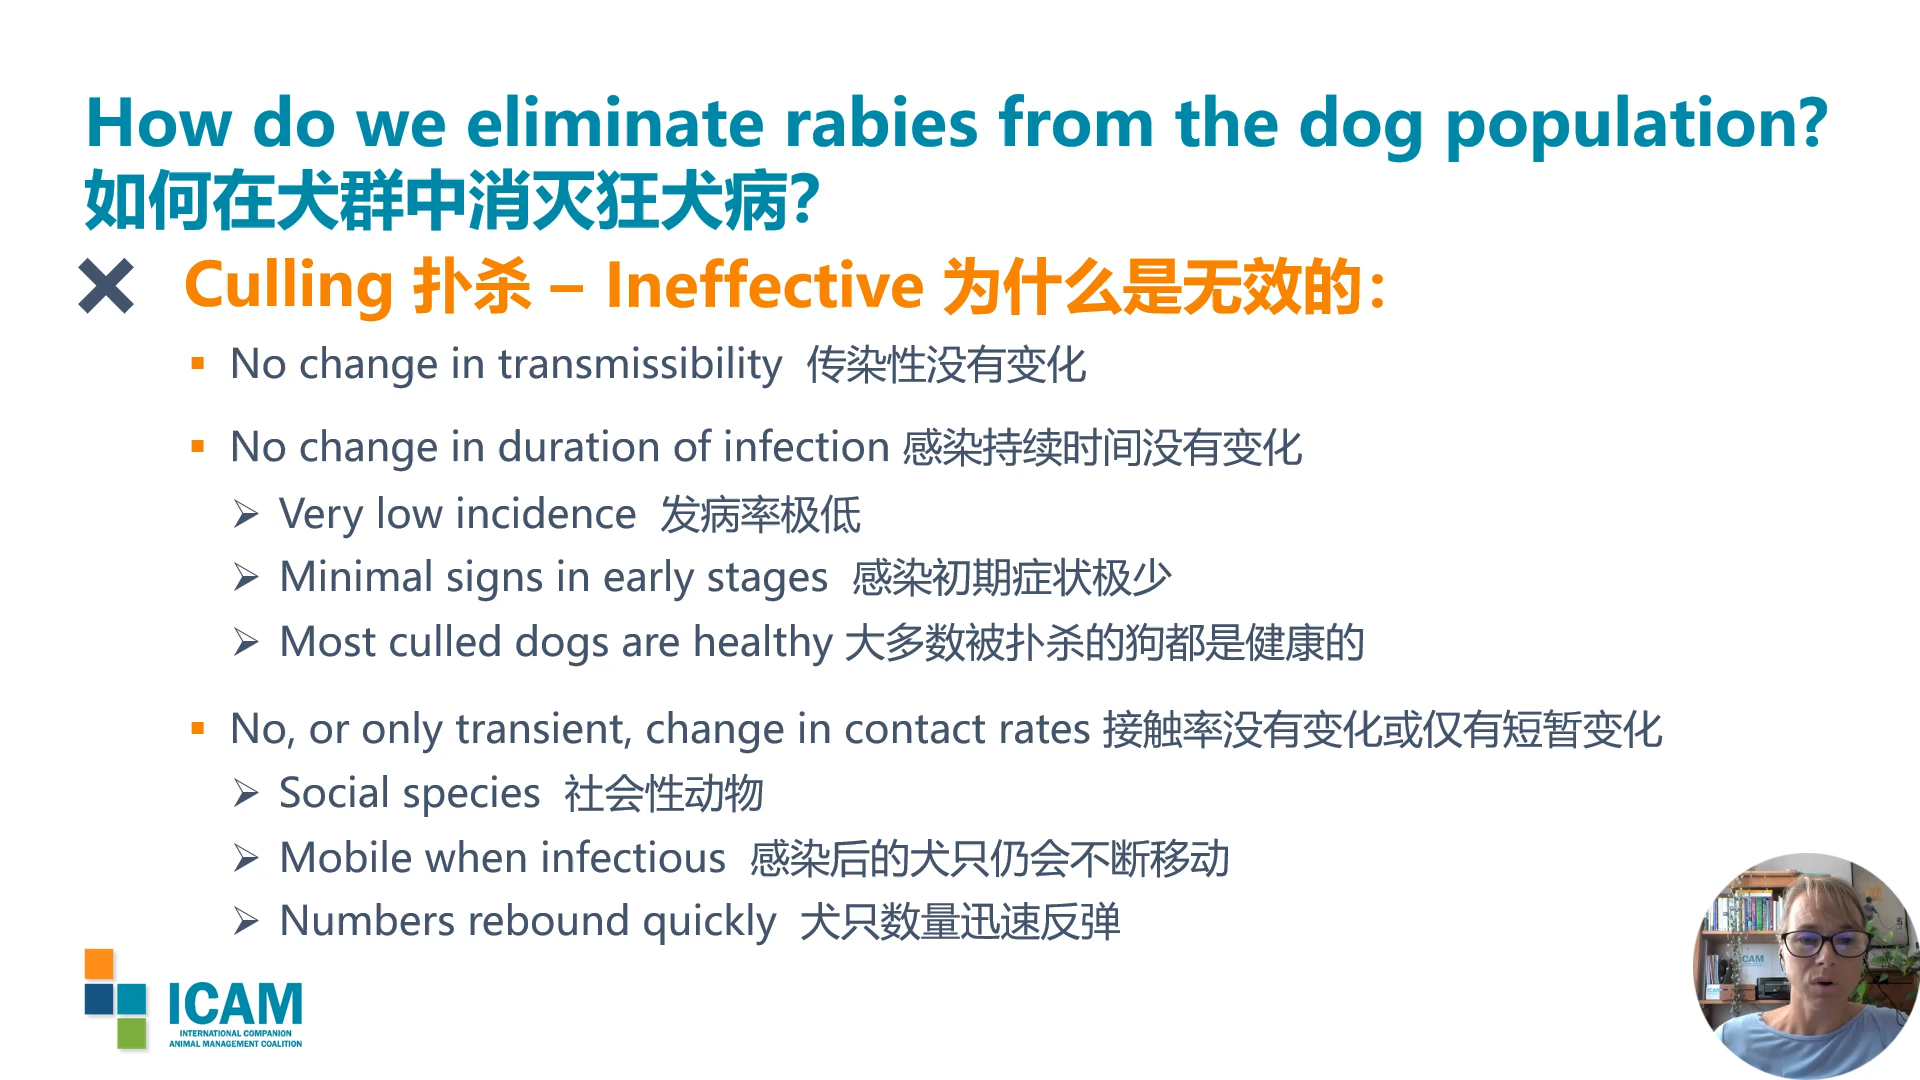 How do we eliminate rabies from the dog population?
如何在犬群中消灭狂犬病?
Culling 扑杀 – Ineffective 为什么是无效的：
No change in transmissibility 传染性没有变化
No change in duration of infection 感染持续时间没有变化
Very low incidence 发病率极低
Minimal signs in early stages 感染初期症状极少
Most culled dogs are healthy 大多数被扑杀的狗都是健康的
No, or only transient, change in contact rates 接触率没有变化或仅有短暂变化
Social species 社会性动物
Mobile when infectious 感染后的犬只仍会不断移动
Numbers rebound quickly 犬只数量迅速反弹
ICAM
INTERNATIONAL COMPANION
ANIMAL MANAGEMENT COALITION